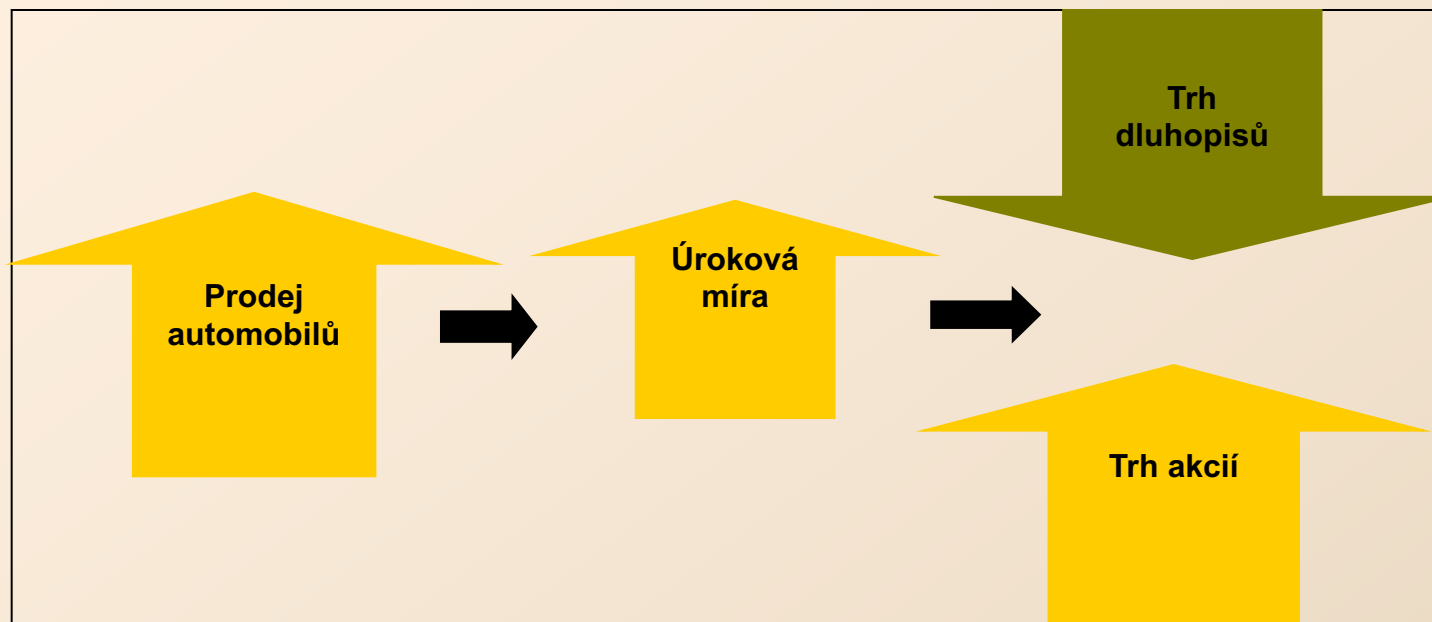 Prodej
automobilů
Úroková
míra
Trh
dluhopisů
Trh akcií